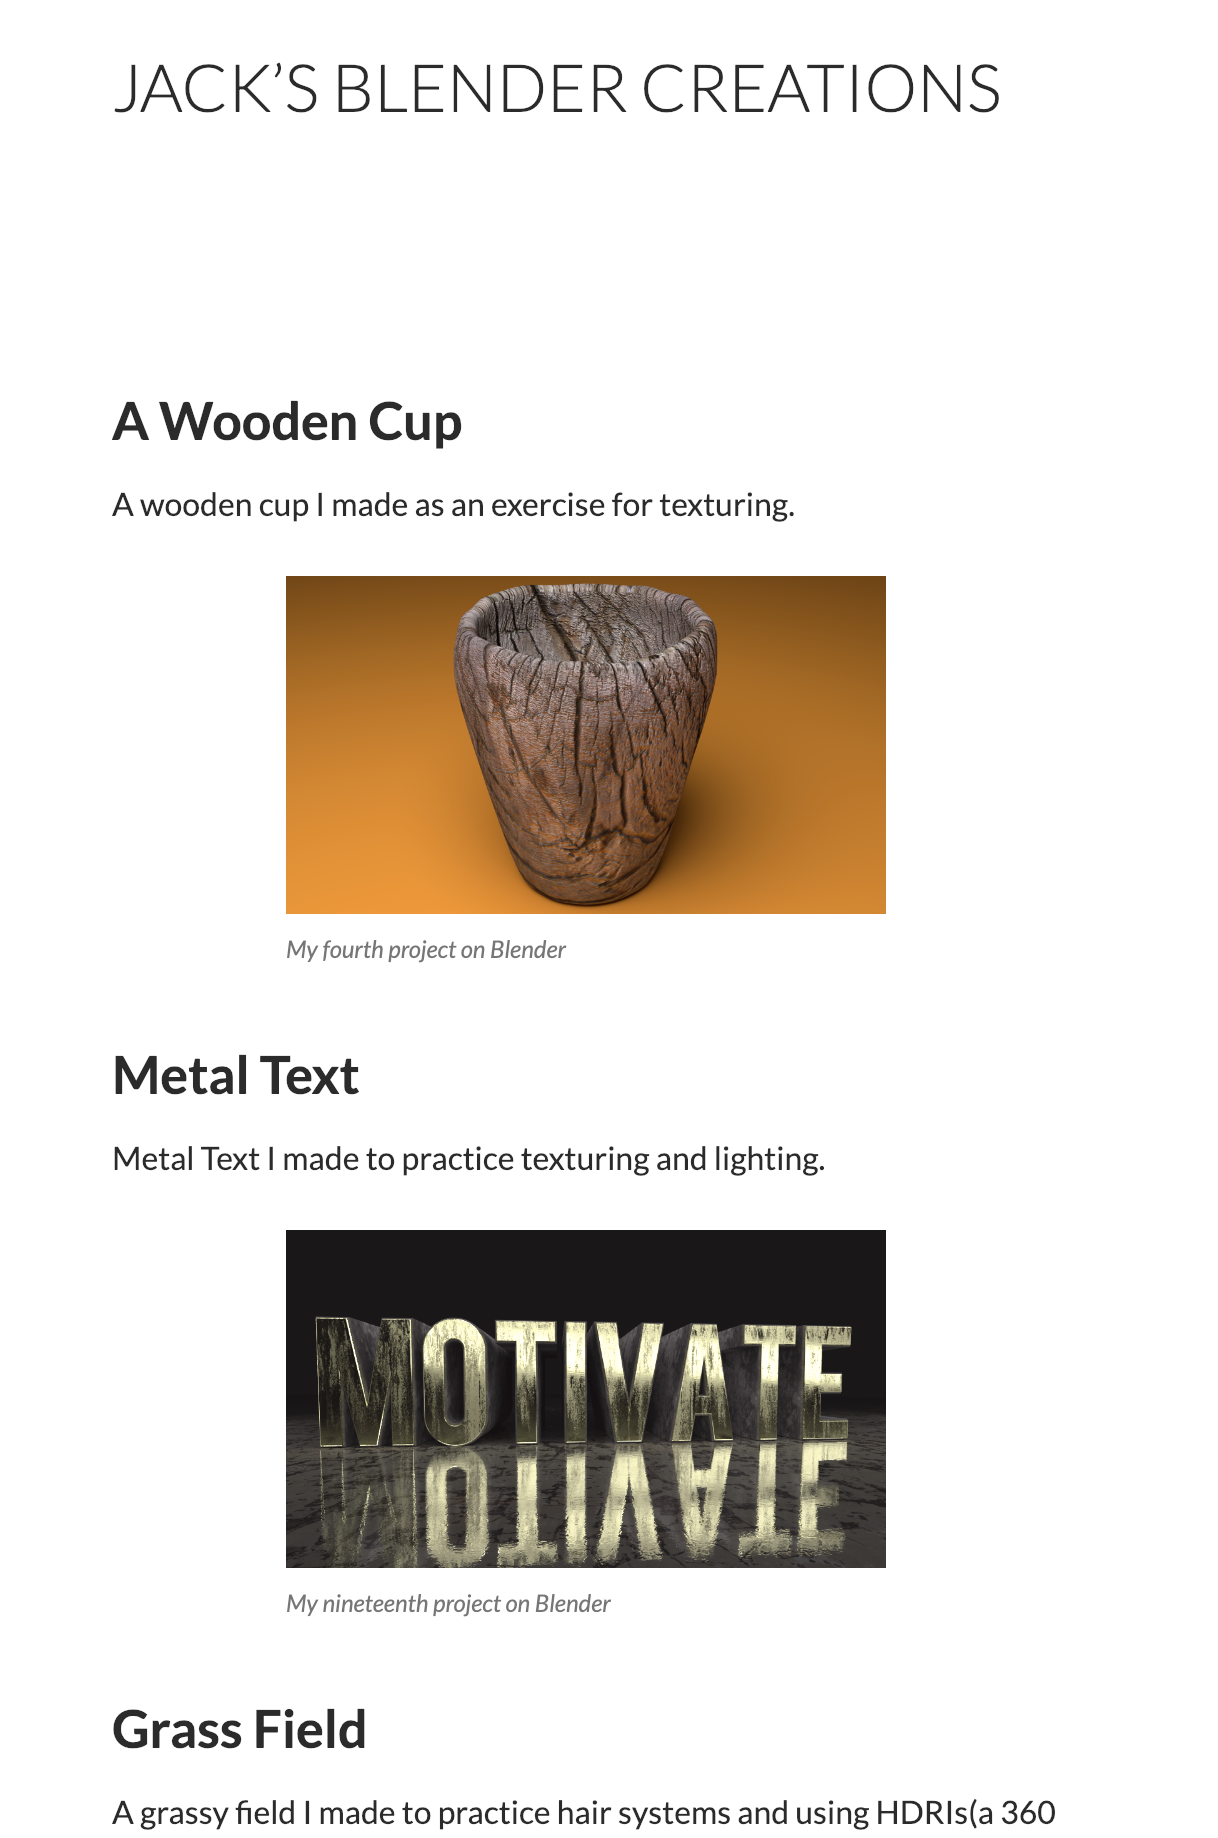 JACK’S BLENDER CREATIONS
A Wooden Cup
A wooden cup I made as an exercise for texturing.
My fourth project on Blender
Metal Text
Metal Text I made to practice texturing and lighting.
MOTIVATE
My nineteenth project on Blender
Grass Field
A grassy field I made to practice hair systems and using HDRIs(a 360